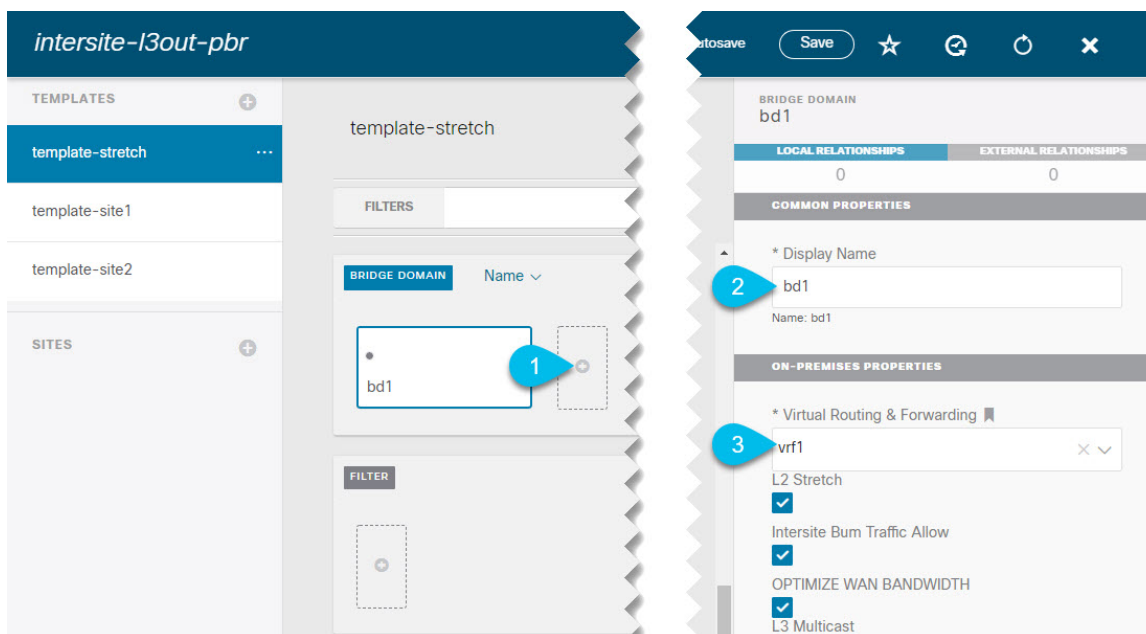 intersite-l3out-pbr
utosave
Save
TEMPLATES
template-stretch
...
template-site1
template-site2
SITES
template-stretch
FILTERS
BRIDGE DOMAIN
Name
bd1
1
FILTER
BRIDGE DOMAIN
bd1
LOCAL RELATIONSHIPS
EXTERNAL RELATIONSHIPS
0
0
COMMON PROPERTIES
* Display Name
2
bd1
Name: bd1
ON-PREMISES PROPERTIES
* Virtual Routing & Forwarding
3
vrf1
L2 Stretch
Intersite Bum Traffic Allow
OPTIMIZE WAN BANDWIDTH
L3 Multicast